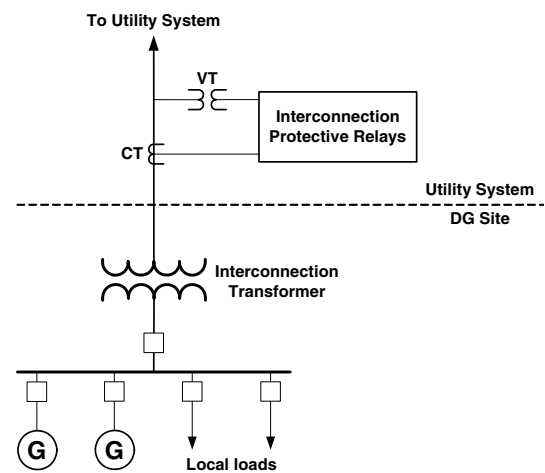 To Utility System
VT
Interconnection
Protective Relays
CT
Utility System
DG Site
Interconnection
Transformer
G
G
Local loads